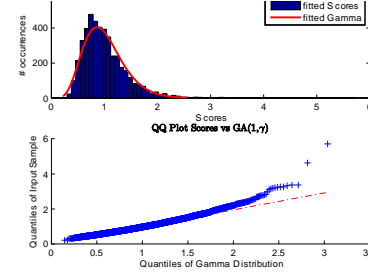 fitted Scores
fitted Gamma
# occurrences
400
200
0
0 1 2 3 4 5 6
Scores
QQ Plot Scores vs GA(1,γ)
Quantiles of Input Sample
6
4
2
0
0 0.5 1 1.5 2 2.5 3 3.5
Quantiles of Gamma Distribution